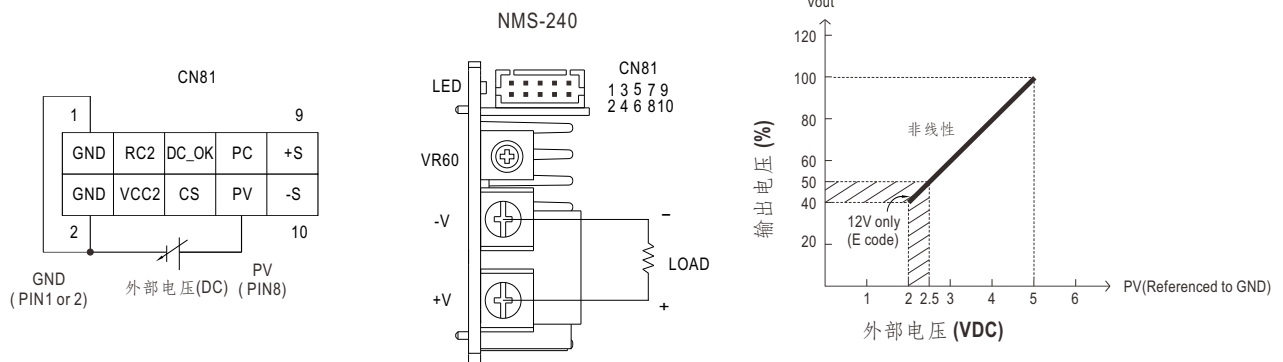 NMS-240
CN81
1 9
GND RC2 DC_OK PC +S
GND VCC2 CS PV -S
2 10
GND
( PIN1 or 2)
外部电压(DC)
PV
( PIN8)
LED
CN81
1 3 5 7 9
2 4 6 8 10
VR60
-V
+V
−
LOAD
+
Vout
120
100
80
60
50
40
20
输出电压 (%)
非线性
12V only
(E code)
1 2 2.5 3 4 5 6
PV(Referenced to GND)
外部电压 (VDC)